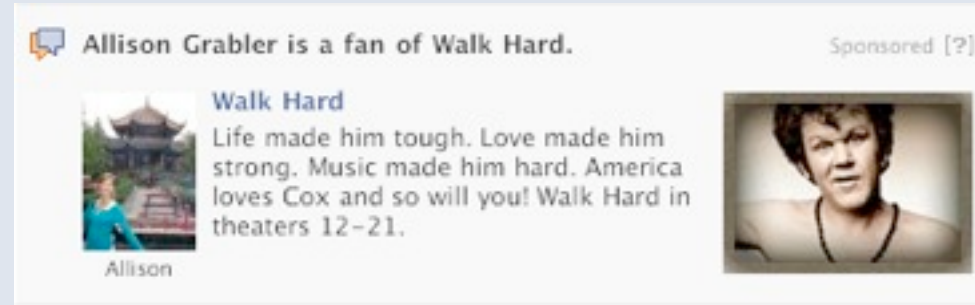 Allison Grabler is a fan of Walk Hard.
Sponsored [?]
Walk Hard
Life made him tough. Love made him
strong. Music made him hard. America
loves Cox and so will you! Walk Hard in
theaters 12-21.
Allison